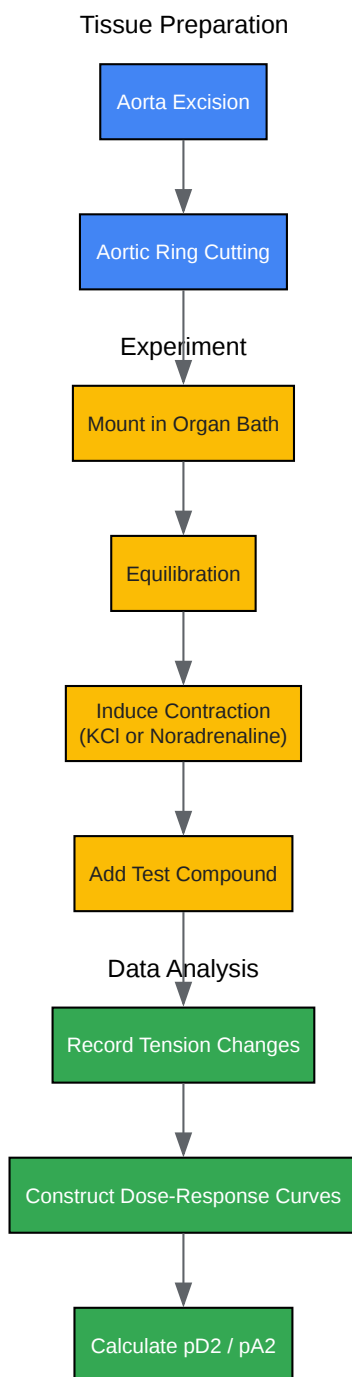 Tissue Preparation
Aorta Excision
Aortic Ring Cutting
Experiment
Mount in Organ Bath
Equilibration
Induce Contraction
(KCl or Noradrenaline)
Add Test Compound
Data Analysis
Record Tension Changes
Construct Dose-Response Curves
Calculate pD2 / pA2